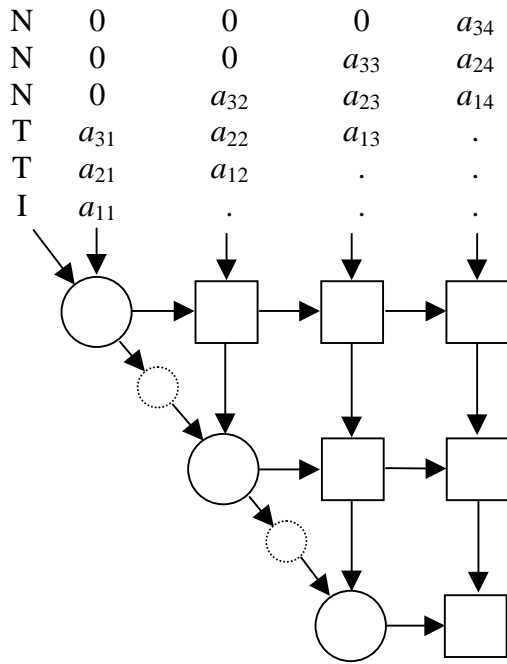 N 0 0 0 a₃₄
N 0 0 a₃₃ a₂₄
N 0 a₃₂ a₂₃ a₁₄
T a₃₁ a₂₂ a₁₃ .
T a₂₁ a₁₂ . .
I a₁₁ . . .